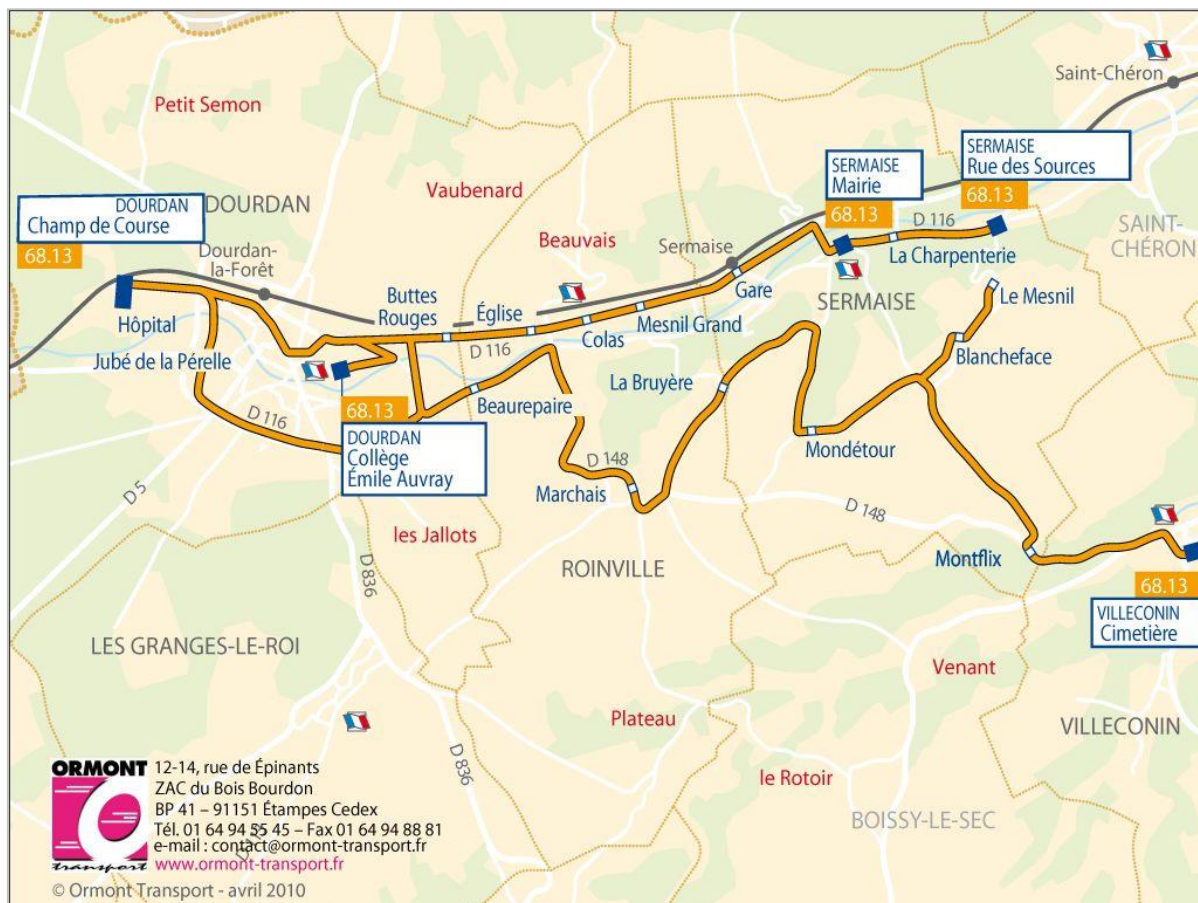 Saint-Chéron
Petit Semon
SERMAISE
Rue des Sources
68.13
SERMAISE
Mairie
68.13
Vaubenard
DOURDAN
Champ de Course
68.13
DOURDAN
Beauvais
Sermaise
D 116
SAINT-
CHÉRON
Dourdan-
la-Forêt
La Charpenterie
Gare
Le Mesnil
SERMAISE
Buttes
Rouges
Église
Hôpital
Mesnil Grand
Colas
D 116
Jubé de la Pérelle
Blancheface
La Bruyère
68.13
DOURDAN
Collège
Émile Auvray
Beaurepaire
D 116
Mondétour
D 148
Marchais
D 5
D 148
les Jallots
Montflix
ROINVILLE
D 836
68.13
VILLECONIN
Cimetière
LES GRANGES-LE-ROI
Venant
Plateau
VILLECONIN
D 836
le Rotoir
BOISSY-LE-SEC
ORMONT
transport
12-14, rue de Épinants
ZAC du Bois Bourdon
BP 41 – 91151 Étampes Cedex
Tél. 01 64 94 55 45 – Fax 01 64 94 88 81
e-mail : contact@ormont-transport.fr
www.ormont-transport.fr
© Ormont Transport - avril 2010